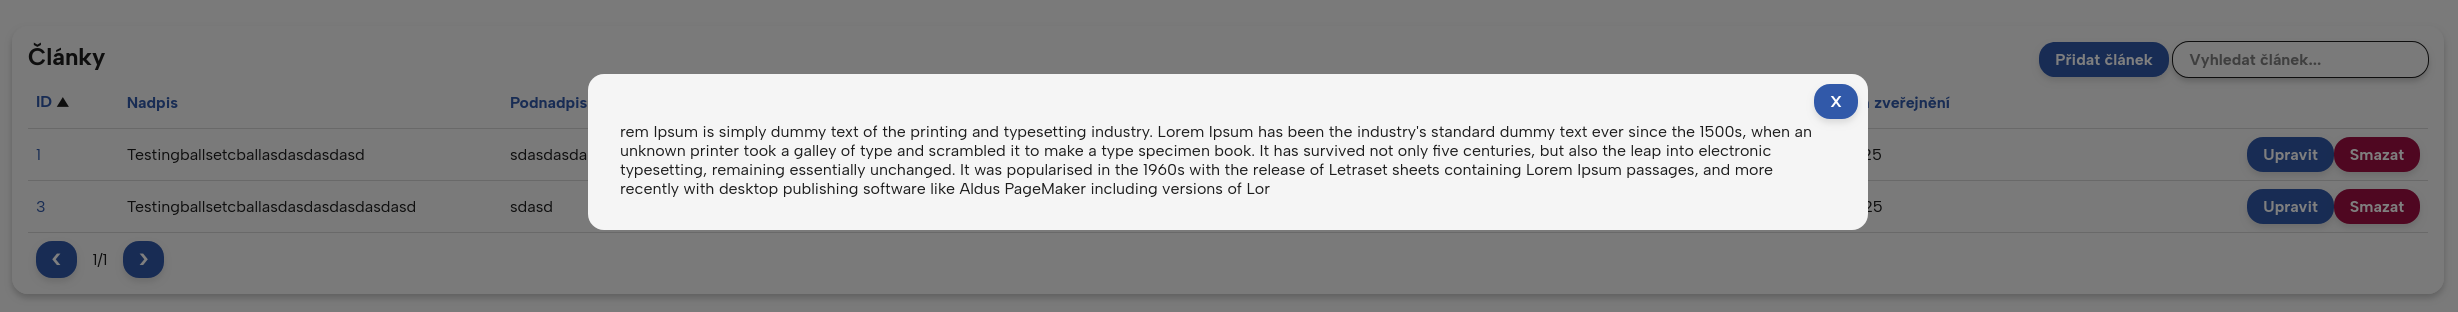 Články
Přidat článek
Vyhledat článek...
ID ▲ Nadpis Podnadpis zveřejnění
X
rem Ipsum is simply dummy text of the printing and typesetting industry. Lorem Ipsum has been the industry's standard dummy text ever since the 1500s, when an
unknown printer took a galley of type and scrambled it to make a type specimen book. It has survived not only five centuries, but also the leap into electronic
typesetting, remaining essentially unchanged. It was popularised in the 1960s with the release of Letraset sheets containing Lorem Ipsum passages, and more
recently with desktop publishing software like Aldus PageMaker including versions of Lor
1 Testingballsetcballasdasdasdasd sdasdasda 25 Upravit Smazat
3 Testingballsetcballasdasdasdasdasdasd sdasd 25 Upravit Smazat
‹ 1/1 ›